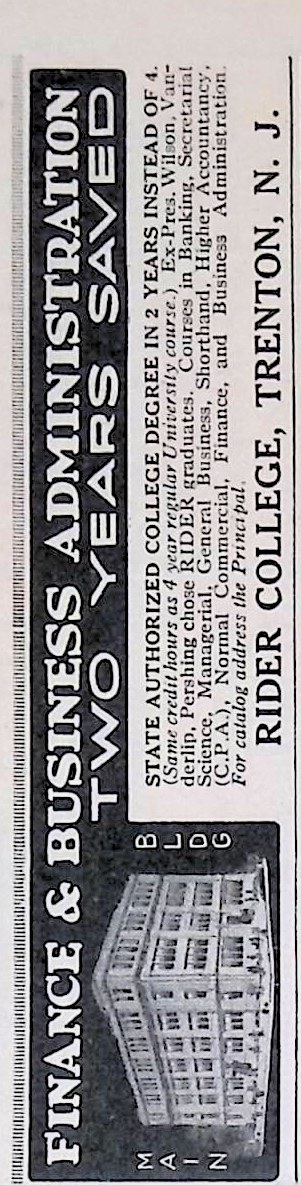 FINANCE & BUSINESS ADMINISTRATION
TWO YEARS SAVED
MAIN
BLDG
STATE AUTHORIZED COLLEGE DEGREE IN 2 YEARS INSTEAD OF 4.
(Same credit hours as 4 year regular University course.) Ex-Pres. Wilson, Van-
derlip, Pershing chose RIDER graduates. Courses in Banking, Secretarial
Science, Managerial, General Business, Shorthand, Higher Accountancy,
(C.P.A.), Normal Commercial, Finance, and Business Administration.
For catalog address the Principal.
RIDER COLLEGE, TRENTON, N. J.